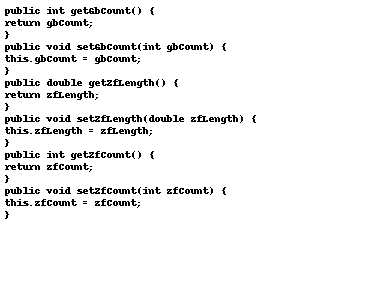 public int getGbCount() {
return gbCount;
}
public void setGbCount(int gbCount) {
this.gbCount = gbCount;
}
public double getZfLength() {
return zfLength;
}
public void setZfLength(double zfLength) {
this.zfLength = zfLength;
}
public int getZfCount() {
return zfCount;
}
public void setZfCount(int zfCount) {
this.zfCount = zfCount;
}